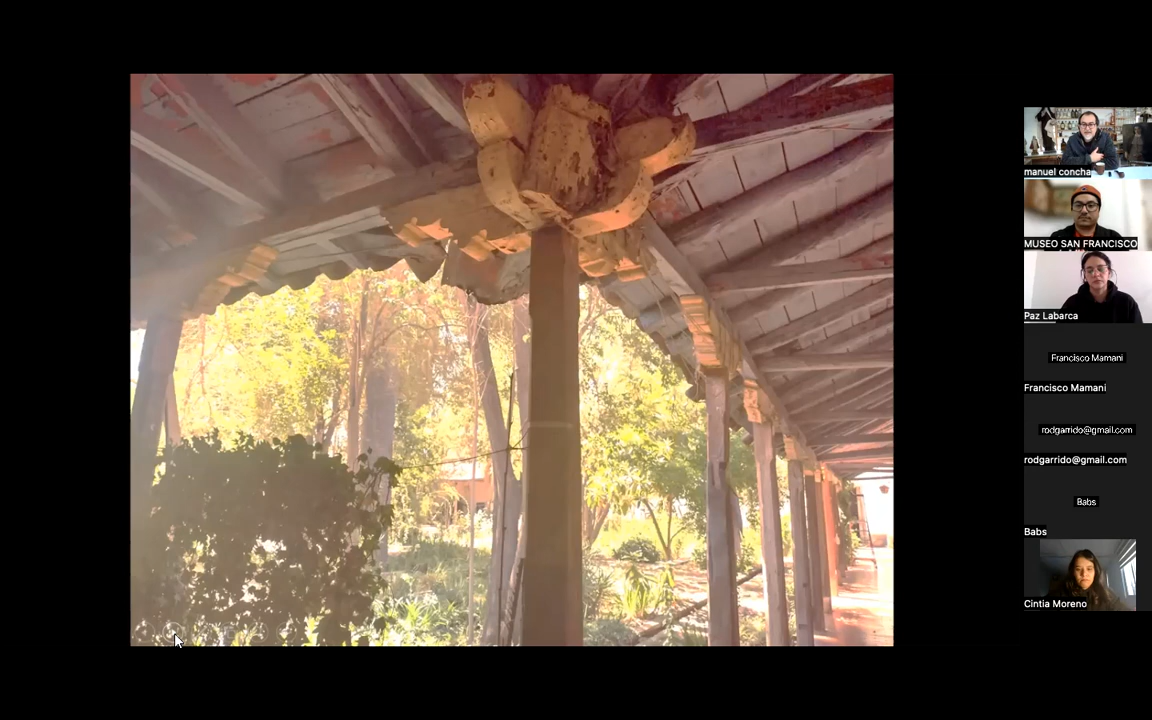 manuel concha
MUSEO SAN FRANCISCO
Paz Labarca
Francisco Mamani
Francisco Mamani
rodgarrido@gmail.com
rodgarrido@gmail.com
Babs
Babs
Cintia Moreno